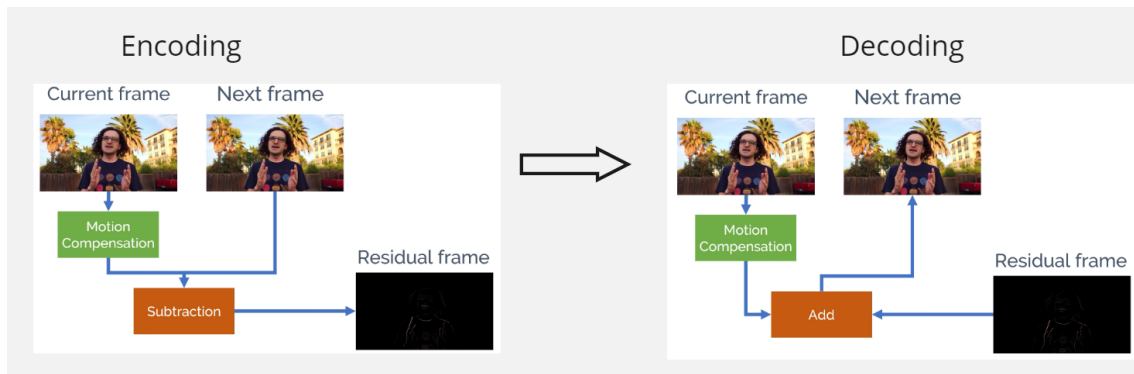 Encoding
Current frame
Next frame
Motion
Compensation
Subtraction
Residual frame
Decoding
Current frame
Next frame
Motion
Compensation
Add
Residual frame